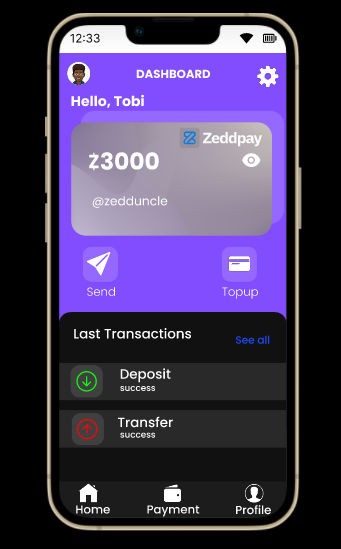 12:33
DASHBOARD
Hello, Tobi
Zeddpay
ƶ3000
@zedduncle
Send
Topup
Last Transactions
See all
Deposit
success
Transfer
success
Home
Payment
Profile